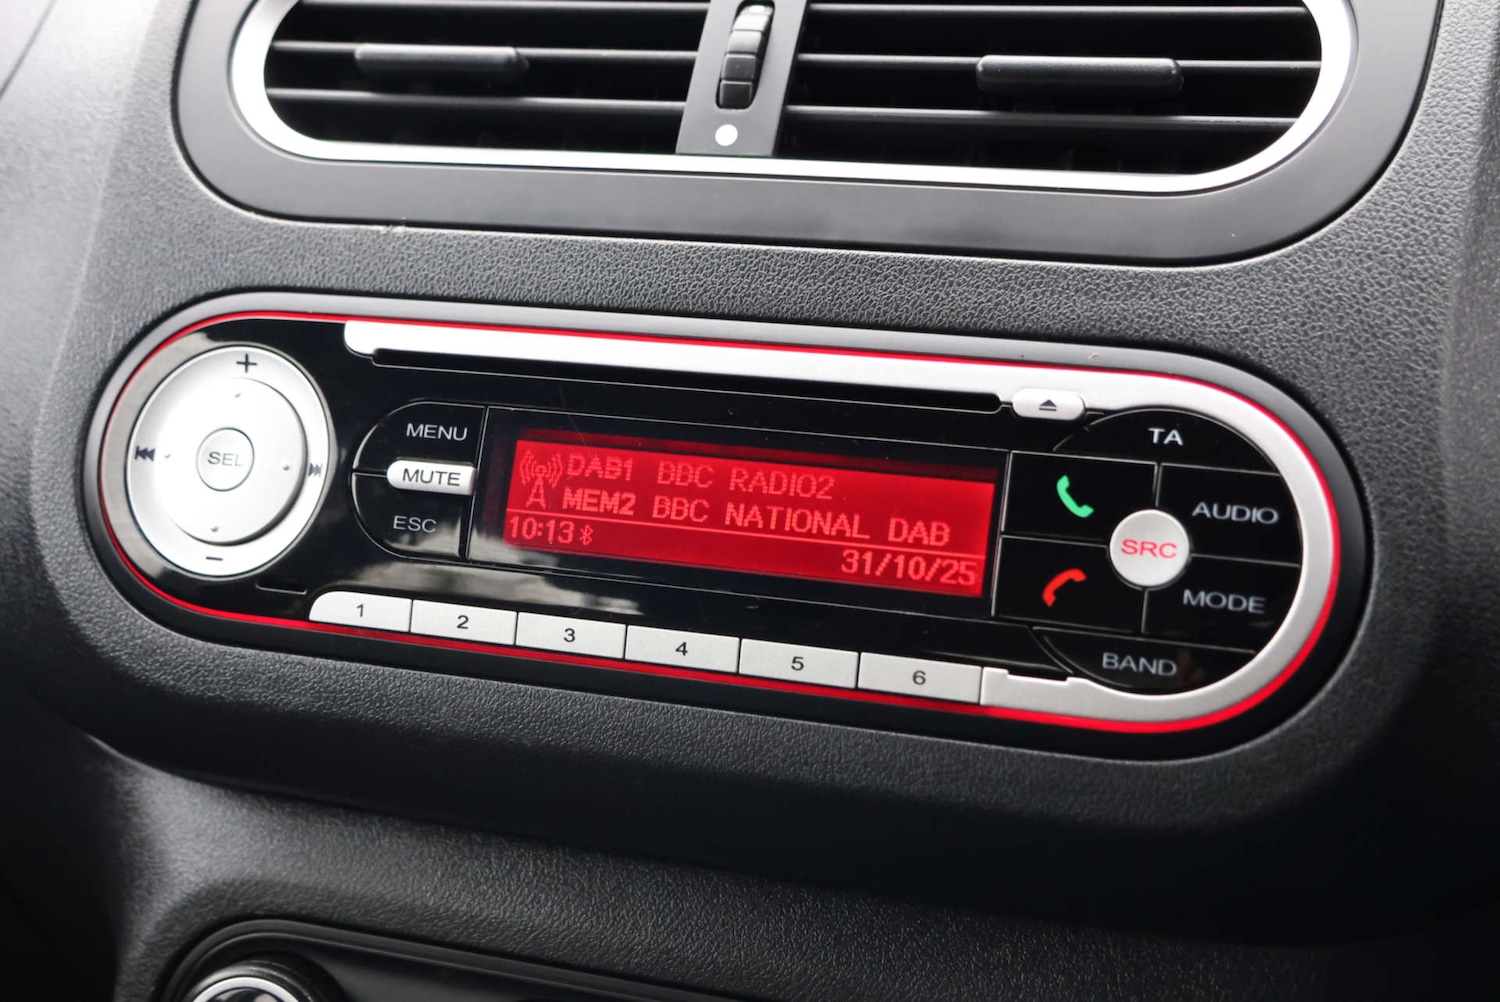 +
SEL
−
MENU
MUTE
ESC
DAB1 BBC RADIO2
MEM2 BBC NATIONAL DAB
10:13
31/10/25
TA
AUDIO
SRC
MODE
BAND
1 2 3 4 5 6